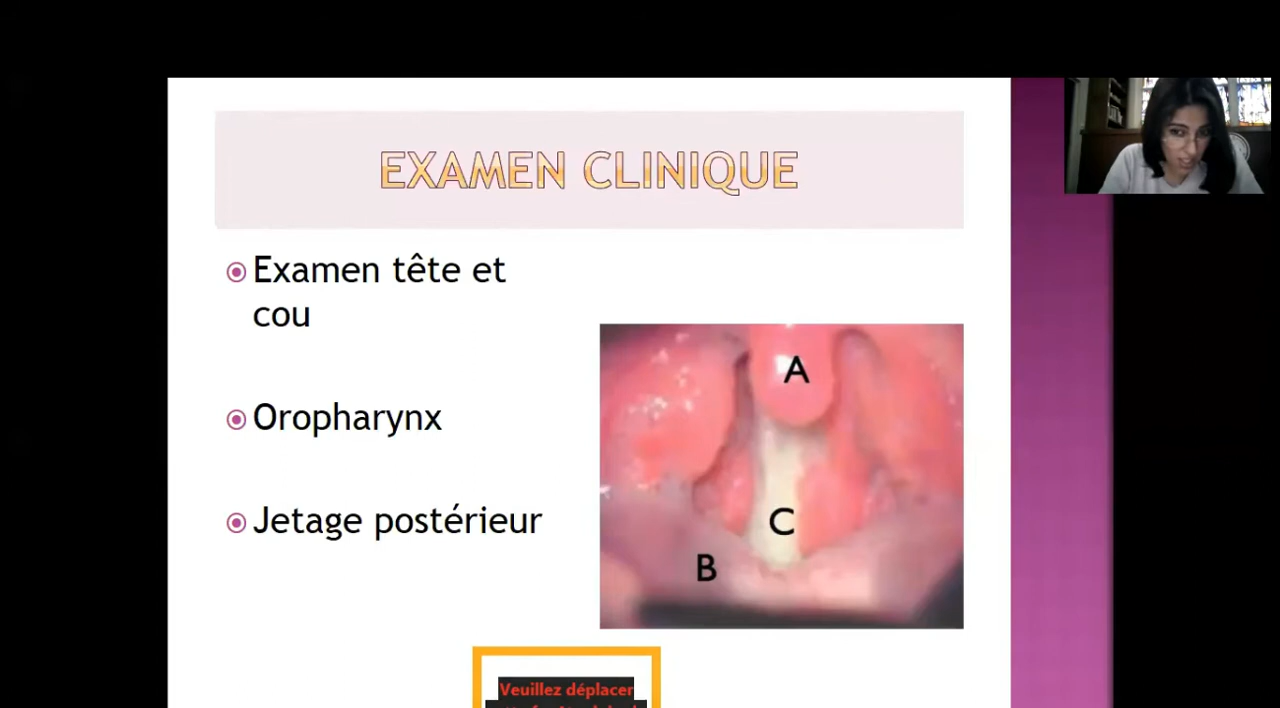 EXAMEN CLINIQUE
Examen tête et
cou
Oropharynx
Jetage postérieur
A
C
B
Veuillez déplacer